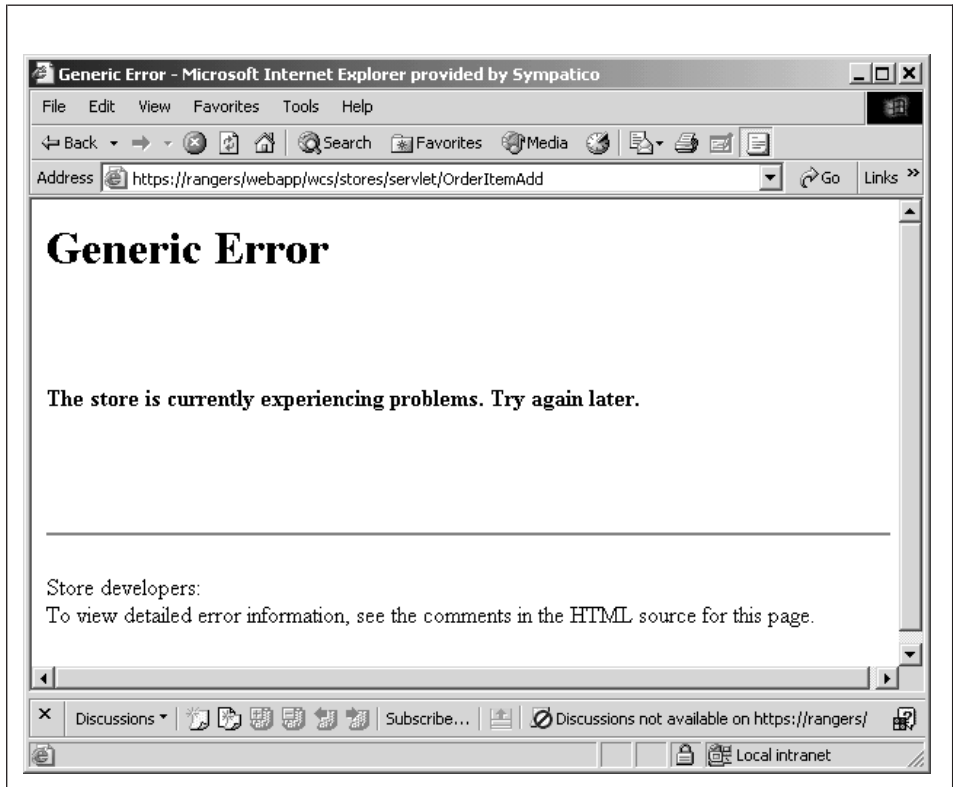 Generic Error - Microsoft Internet Explorer provided by Sympatico
File Edit View Favorites Tools Help
Back Search Favorites Media
Address https://rangers/webapp/wcs/stores/servlet/OrderItemAdd Go Links »
Generic Error
The store is currently experiencing problems. Try again later.
Store developers:
To view detailed error information, see the comments in the HTML source for this page.
Discussions Subscribe... Discussions not available on https://rangers/
Local intranet